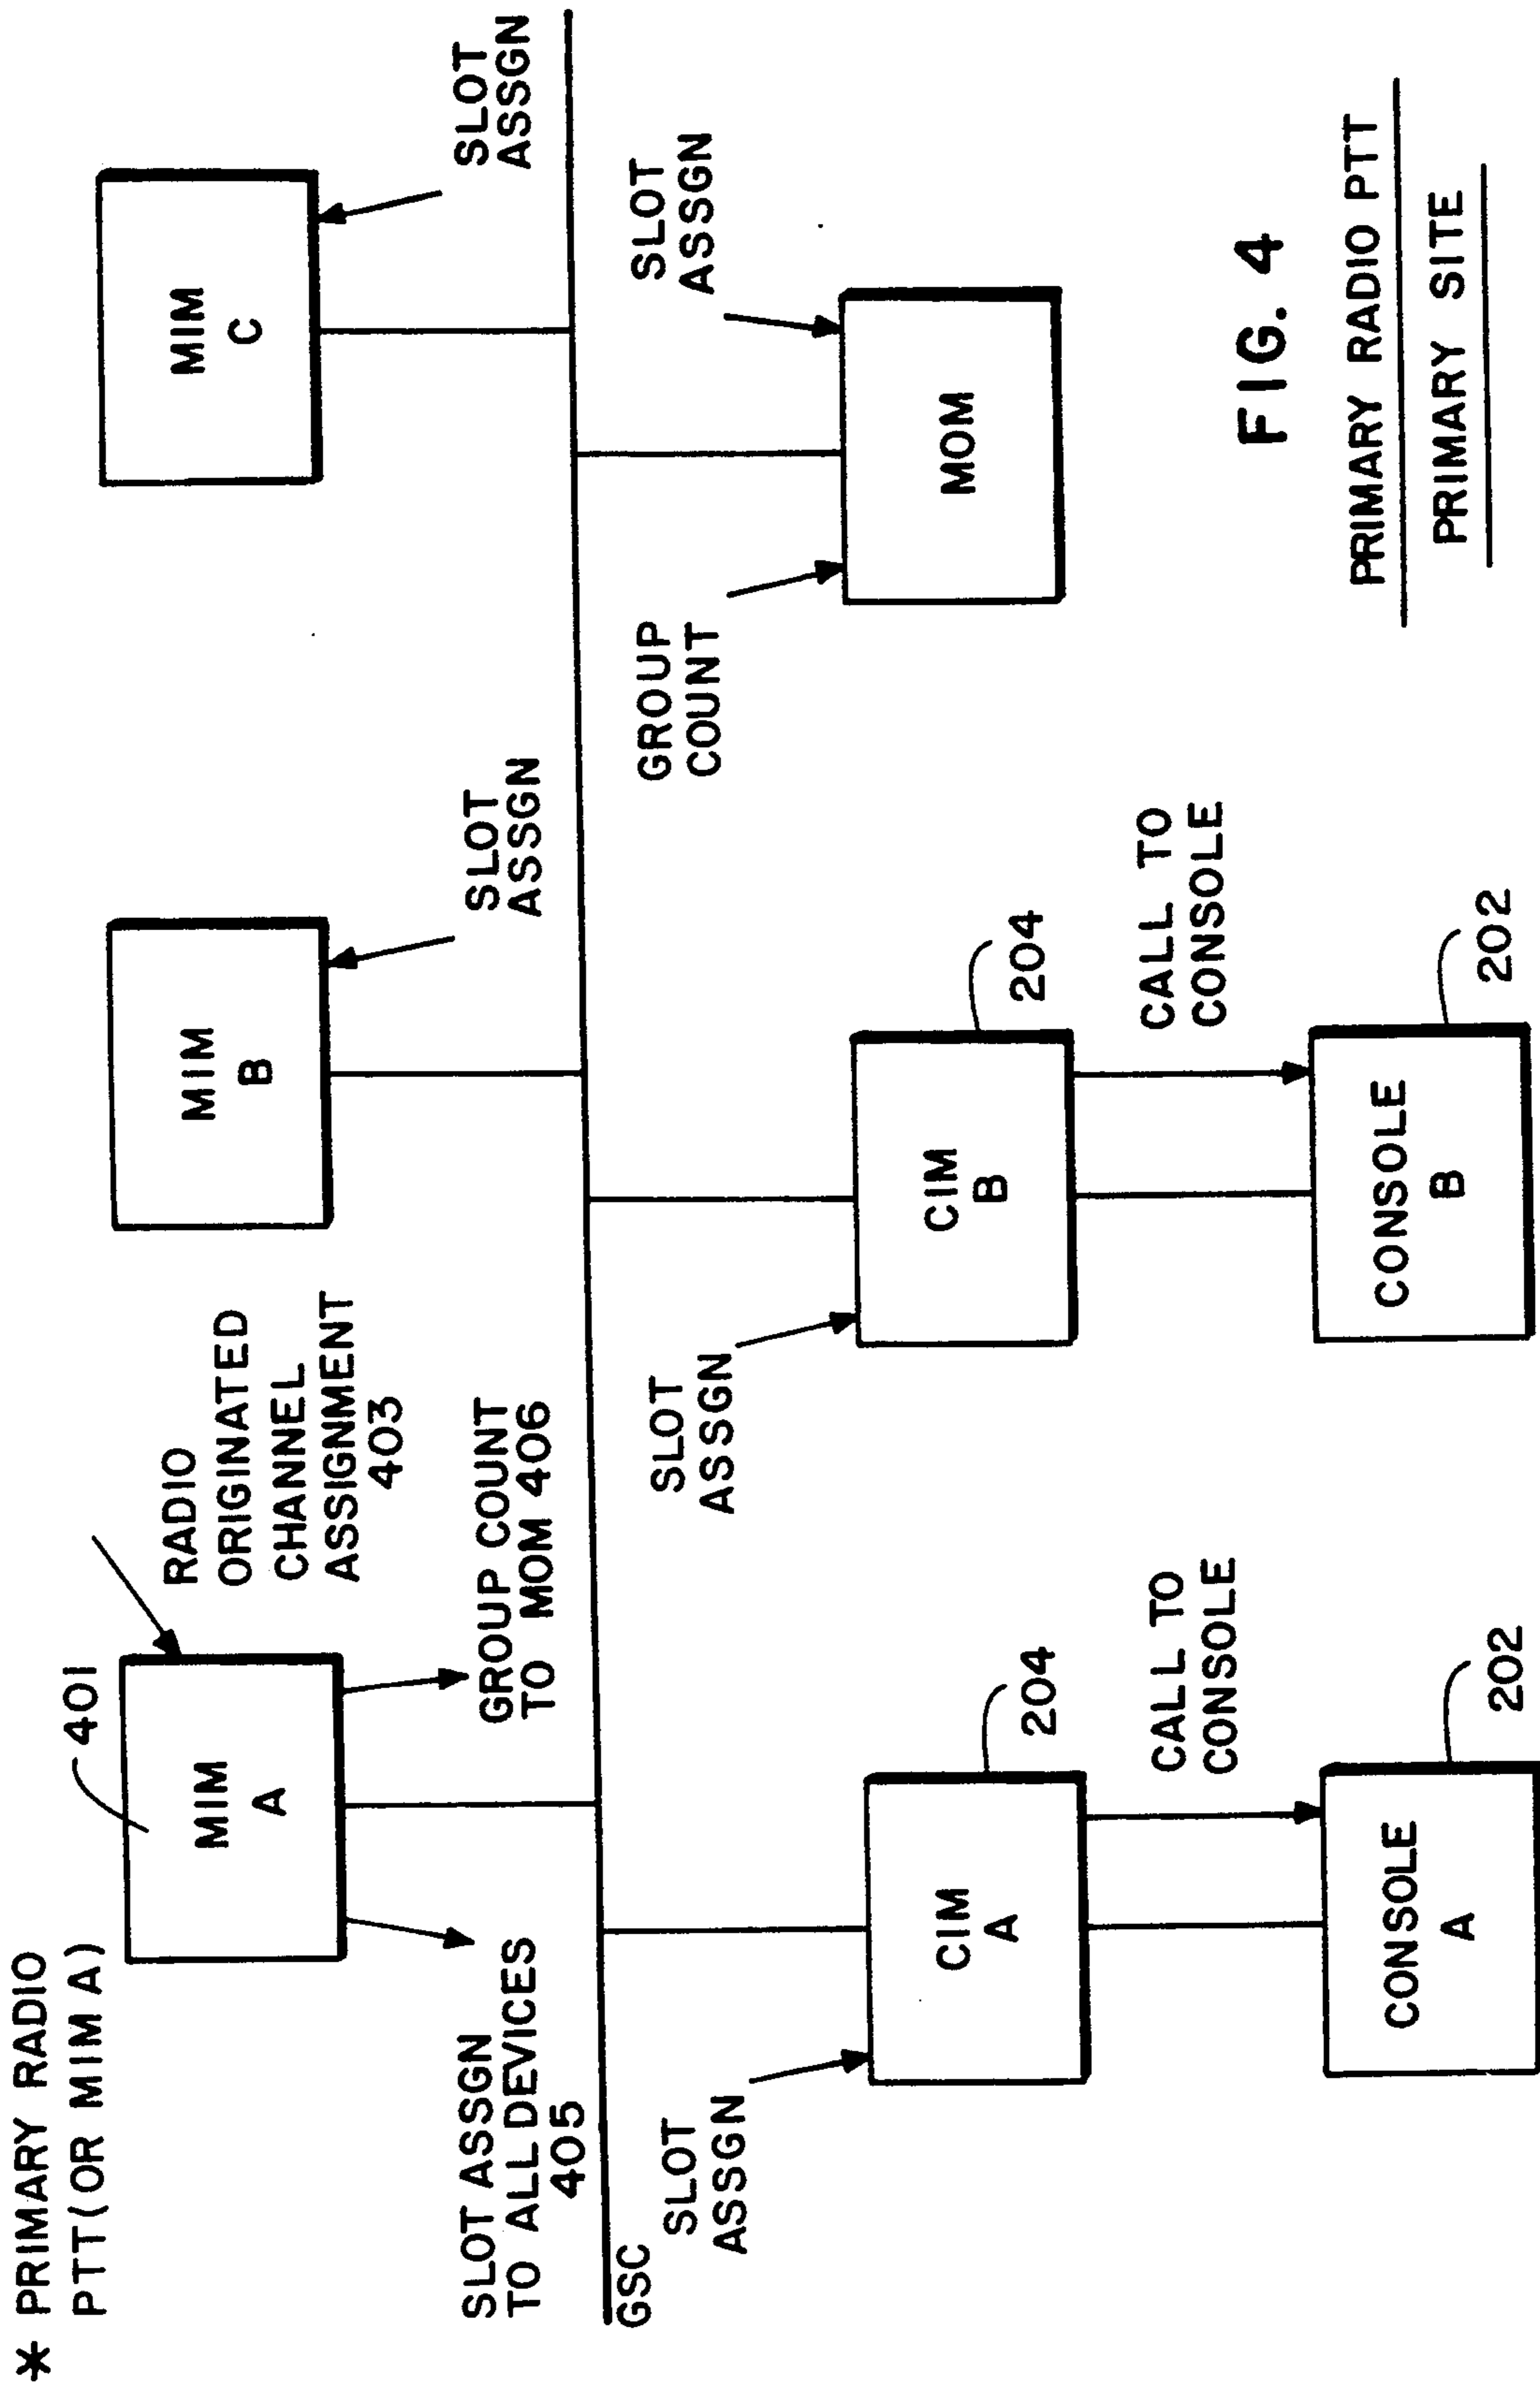 * PRIMARY RADIO
PTT(OR MIM A)
401
MIM
A
RADIO
ORIGINATED
CHANNEL
ASSIGNMENT
403
SLOT ASSGN
TO ALL DEVICES
405
GROUP COUNT
TO MOM 406
MIM
B
SLOT
ASSGN
MIM
C
SLOT
ASSGN
GSC
SLOT
ASSGN
CIM
A
204
CALL TO
CONSOLE
CONSOLE
A
202
SLOT
ASSGN
CIM
B
204
CALL TO
CONSOLE
CONSOLE
B
202
GROUP
COUNT
SLOT
ASSGN
MOM
FIG. 4
PRIMARY RADIO PTT
PRIMARY SITE